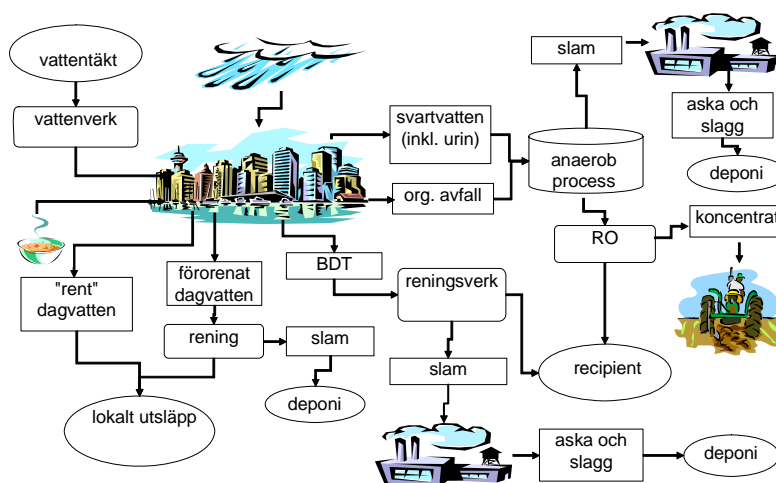 vattentäkt
vattenverk
slam
svartvatten
(inkl. urin)
anaerob
process
aska och
slagg
deponi
org. avfall
koncentrat
RO
BDT
förorenat
dagvatten
"rent"
dagvatten
reningsverk
rening
slam
slam
recipient
lokalt utsläpp
deponi
aska och
slagg
deponi